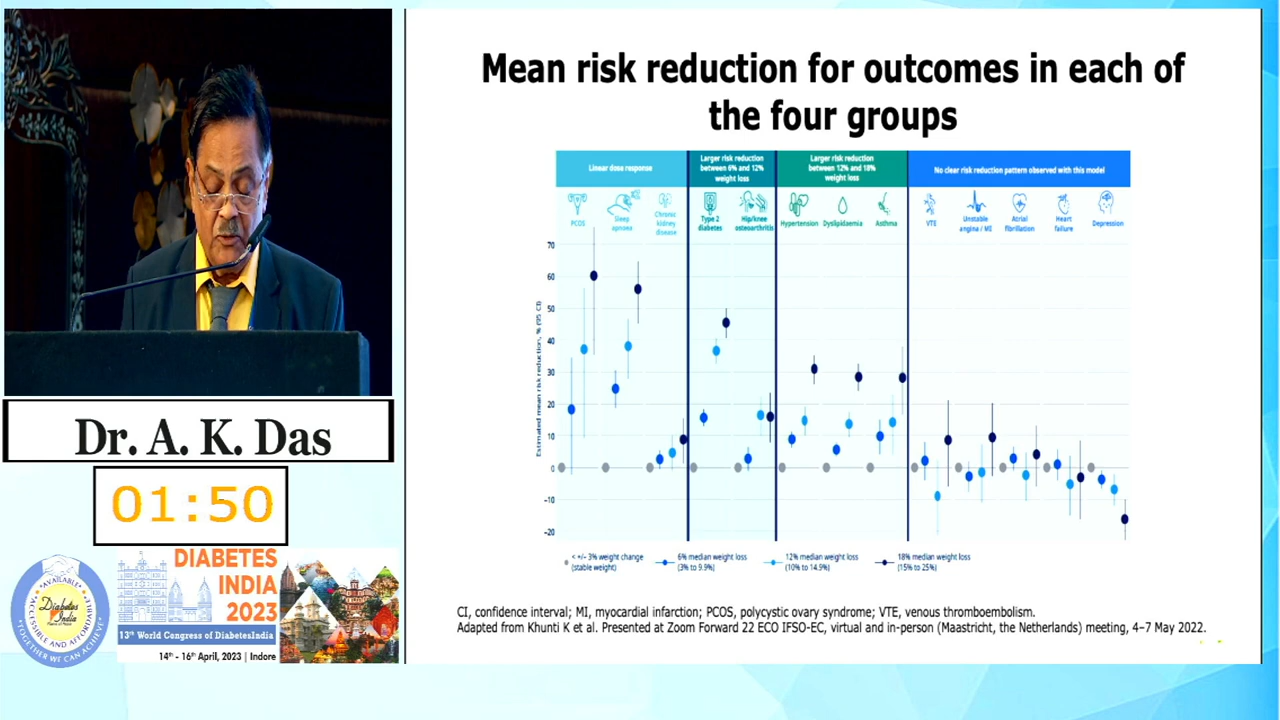 Mean risk reduction for outcomes in each of
the four groups
Linear dose response
Larger risk reduction
between 6% and 12%
weight loss
Larger risk reduction
between 12% and 18%
weight loss
No clear risk reduction pattern observed with this model
PCOS
Sleep
apnoea
Chronic
kidney
disease
Type 2
diabetes
Hip/knee
osteoarthritis
Hypertension
Dyslipidaemia
Asthma
VTE
Unstable
angina / MI
Atrial
fibrillation
Heart
failure
Depression
Estimated mean risk reduction, % (95 CI)
70
60
50
40
30
20
10
0
-10
-20
< +/- 3% weight change
(stable weight)
6% median weight loss
(3% to 9.9%)
12% median weight loss
(10% to 14.9%)
18% median weight loss
(15% to 25%)
CI, confidence interval; MI, myocardial infarction; PCOS, polycystic ovary syndrome; VTE, venous thromboembolism.
Adapted from Khunti K et al. Presented at Zoom Forward 22 ECO IFSO-EC, virtual and in-person (Maastricht, the Netherlands) meeting, 4–7 May 2022.
Dr. A. K. Das
01:50
AVAILABLE
ACCESSIBLE AND AFFORDABLE
TOGETHER WE CAN ACHIEVE
Diabetes
India
DIABETES
INDIA
2023
13th World Congress of DiabetesIndia
14th - 16th April, 2023 | Indore